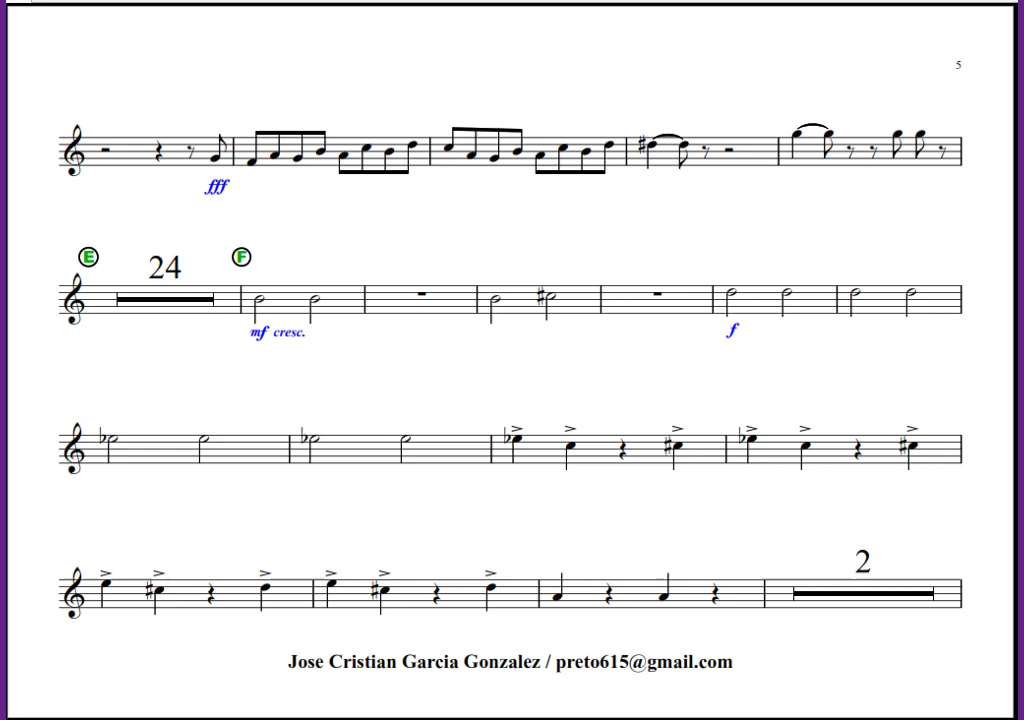 5
fff
E 24 F
mf cresc. f
2
Jose Cristian Garcia Gonzalez / preto615@gmail.com